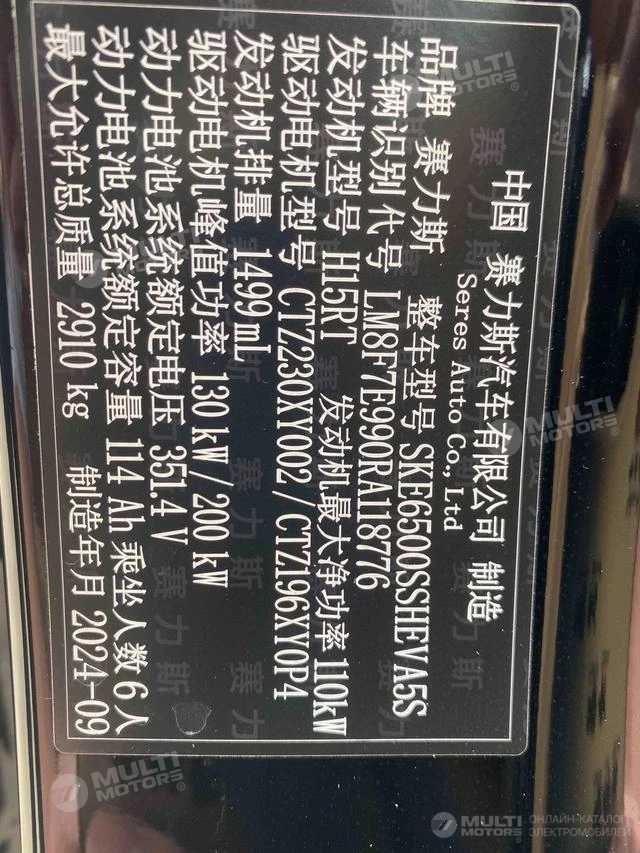 中国 赛力斯汽车有限公司 制造
Seres Auto Co., Ltd
品牌 赛力斯 整车型号 SKE6500SSHEVA5S
车辆识别代号 LM8F7E990RA118776
发动机型号 H15RT 发动机最大净功率 110kW
驱动电机型号 CTZ230XY002/CTZ196XY0P4
发动机排量 1499 mL
驱动电机峰值功率 130 kW/200 kW
动力电池系统额定电压 351.4 V
动力电池系统额定容量 114 Ah 乘坐人数 6 人
最大允许总质量 2910 kg 制造年月 2024-09
MULTI MOTORS
MULTI MOTORS
MULTI MOTORS
MULTI MOTORS
ОНЛАЙН-КАТАЛОГ
ЭЛЕКТРОМОБИЛЕЙ